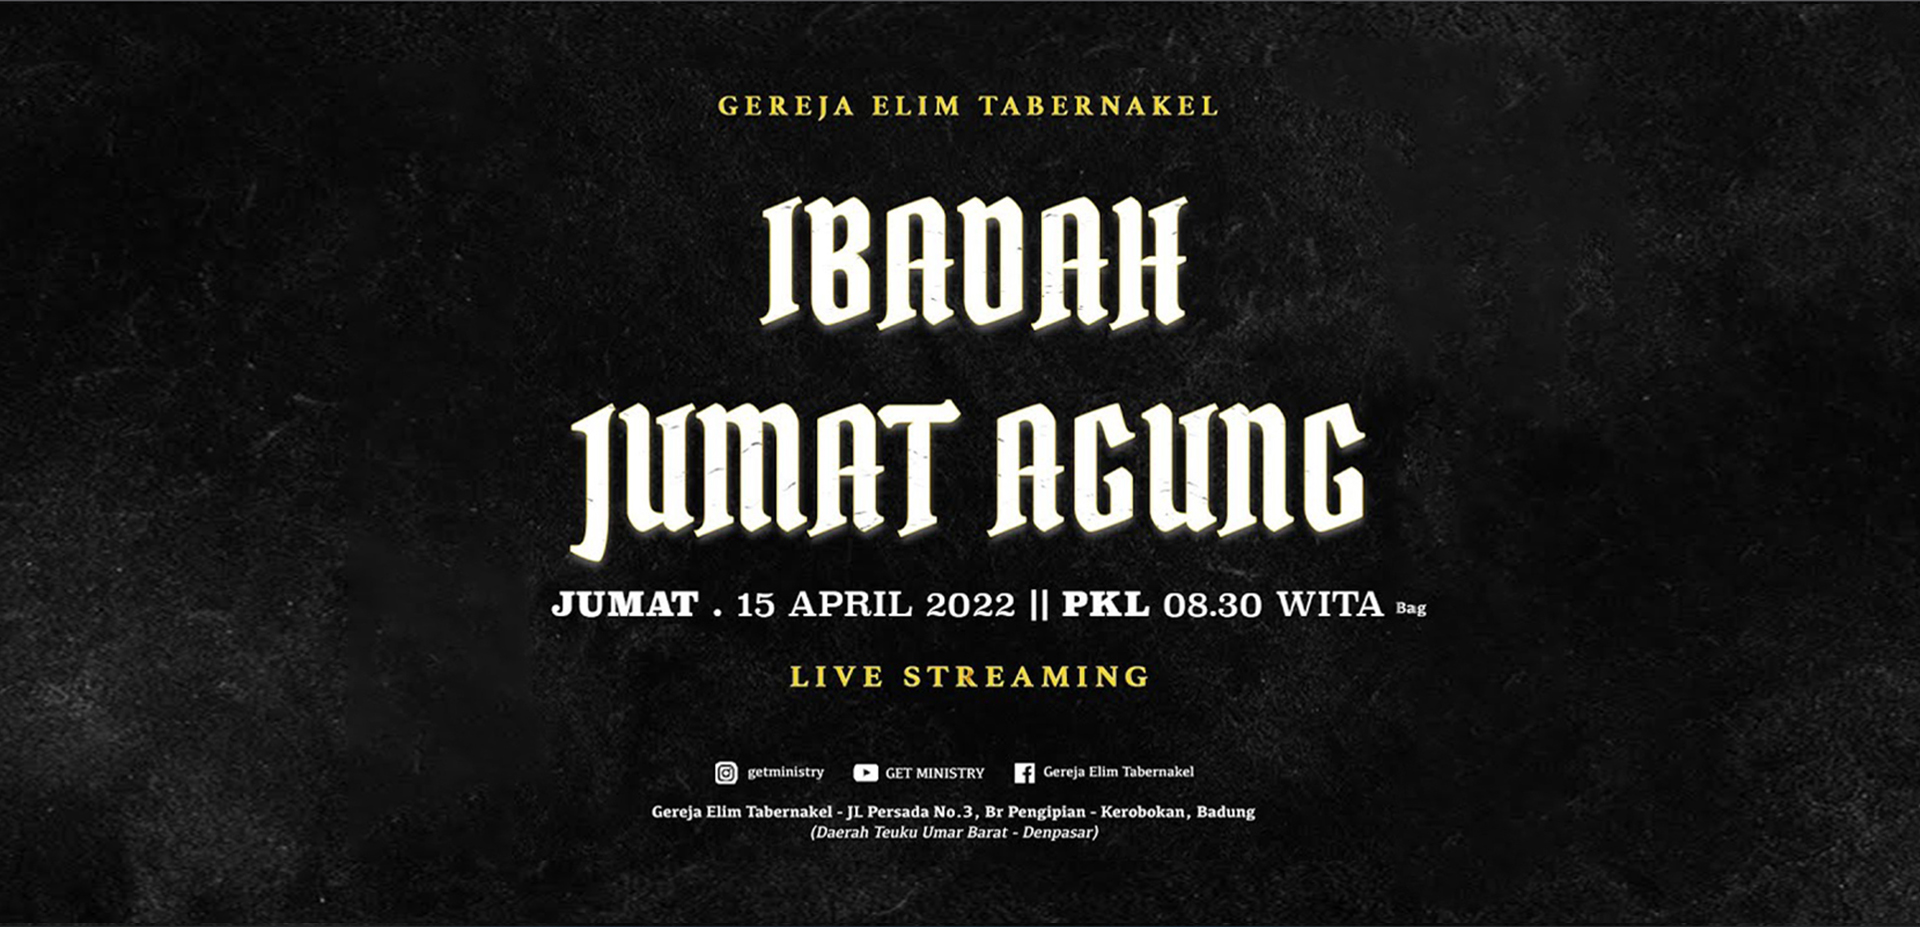 GEREJA ELIM TABERNAKEL
IBADAH
JUMAT AGUNG
JUMAT . 15 APRIL 2022 || PKL 08.30 WITA Bag
LIVE STREAMING
getministry GET MINISTRY Gereja Elim Tabernakel
Gereja Elim Tabernakel - JL Persada No.3, Br Pengipian - Kerobokan, Badung
(Daerah Teuku Umar Barat - Denpasar)